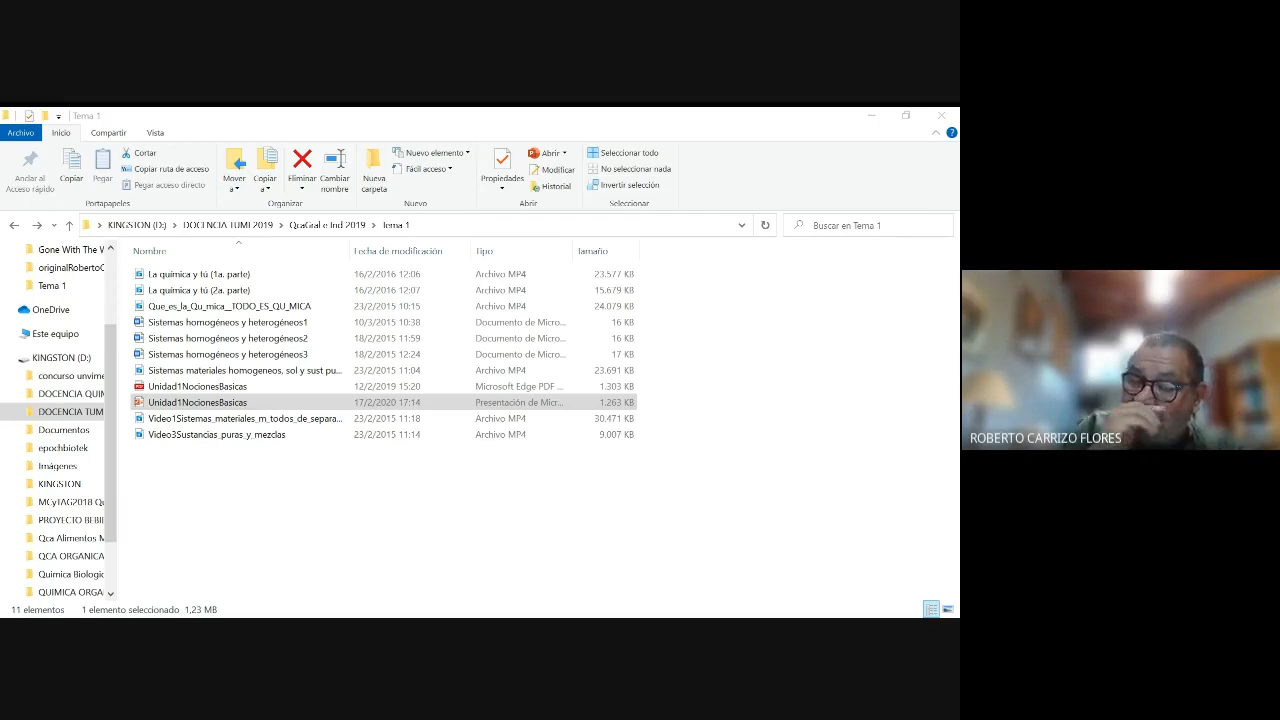 Tema 1
Archivo Inicio Compartir Vista
Anclar al Acceso rápido
Copiar
Pegar
Cortar
Copiar ruta de acceso
Pegar acceso directo
Portapapeles
Mover a
Copiar a
Eliminar
Cambiar nombre
Organizar
Nueva carpeta
Nuevo elemento
Fácil acceso
Nuevo
Propiedades
Abrir
Modificar
Historial
Abrir
Seleccionar todo
No seleccionar nada
Invertir selección
Seleccionar
KINGSTON (D:) > DOCENCIA TUMI 2019 > QcaGral e Ind 2019 > Tema 1
Buscar en Tema 1
Gone With The W
originalRobertoC
Tema 1
OneDrive
Este equipo
KINGSTON (D:)
concurso unvime
DOCENCIA QUIM
DOCENCIA TUM
Documentos
epochbiotek
Imágenes
KINGSTON
MCyTAG2018 Qu
PROYECTO BEBI
Qca Alimentos M
QCA ORGANICA
Quimica Biologic
QUIMICA ORGA
Nombre Fecha de modificación Tipo Tamaño
La química y tú (1a. parte) 16/2/2016 12:06 Archivo MP4 23.577 KB
La química y tú (2a. parte) 16/2/2016 12:07 Archivo MP4 15.679 KB
Que_es_la_Qu_mica__TODO_ES_QU_MICA 23/2/2015 10:15 Archivo MP4 24.079 KB
Sistemas homogéneos y heterogéneos1 10/3/2015 10:38 Documento de Micro... 16 KB
Sistemas homogéneos y heterogéneos2 18/2/2015 11:59 Documento de Micro... 16 KB
Sistemas homogéneos y heterogéneos3 18/2/2015 12:24 Documento de Micro... 17 KB
Sistemas materiales homogeneos, sol y sust pu... 23/2/2015 11:04 Archivo MP4 23.691 KB
Unidad1NocionesBasicas 12/2/2019 15:20 Microsoft Edge PDF ... 1.303 KB
Unidad1NocionesBasicas 17/2/2020 17:14 Presentación de Micr... 1.263 KB
Video1Sistemas_materiales_m_todos_de_separa... 23/2/2015 11:18 Archivo MP4 30.471 KB
Video3Sustancias_puras_y_mezclas 23/2/2015 11:14 Archivo MP4 9.007 KB
11 elementos 1 elemento seleccionado 1,23 MB
ROBERTO CARRIZO FLORES